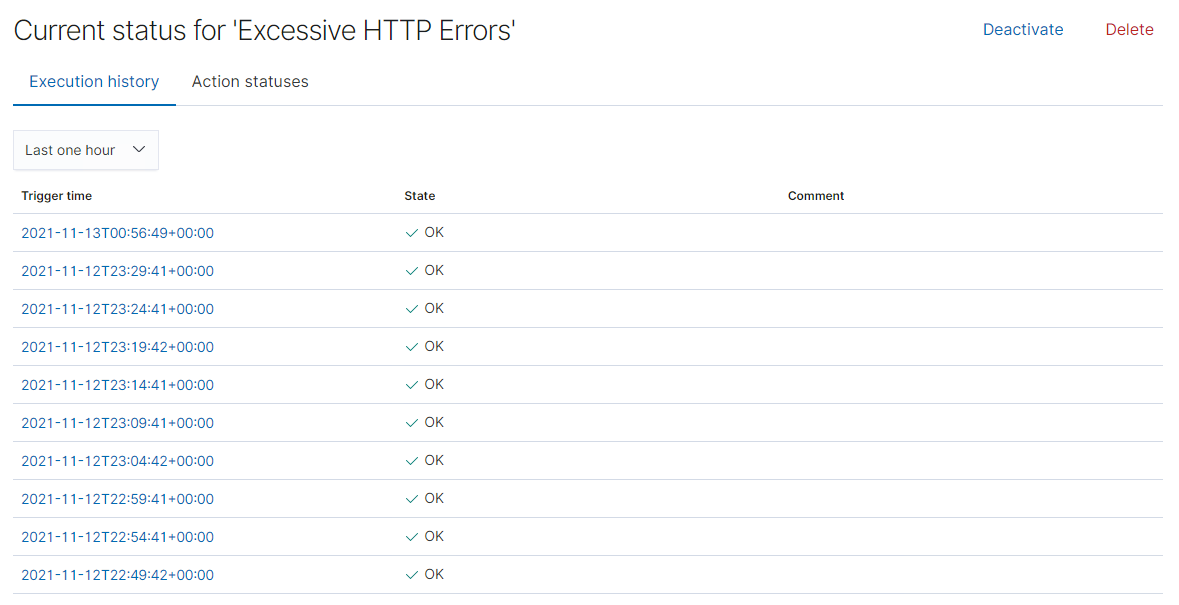 Current status for 'Excessive HTTP Errors' Deactivate Delete
Execution history Action statuses
Last one hour
Trigger time State Comment
2021-11-13T00:56:49+00:00 OK
2021-11-12T23:29:41+00:00 OK
2021-11-12T23:24:41+00:00 OK
2021-11-12T23:19:42+00:00 OK
2021-11-12T23:14:41+00:00 OK
2021-11-12T23:09:41+00:00 OK
2021-11-12T23:04:42+00:00 OK
2021-11-12T22:59:41+00:00 OK
2021-11-12T22:54:41+00:00 OK
2021-11-12T22:49:42+00:00 OK